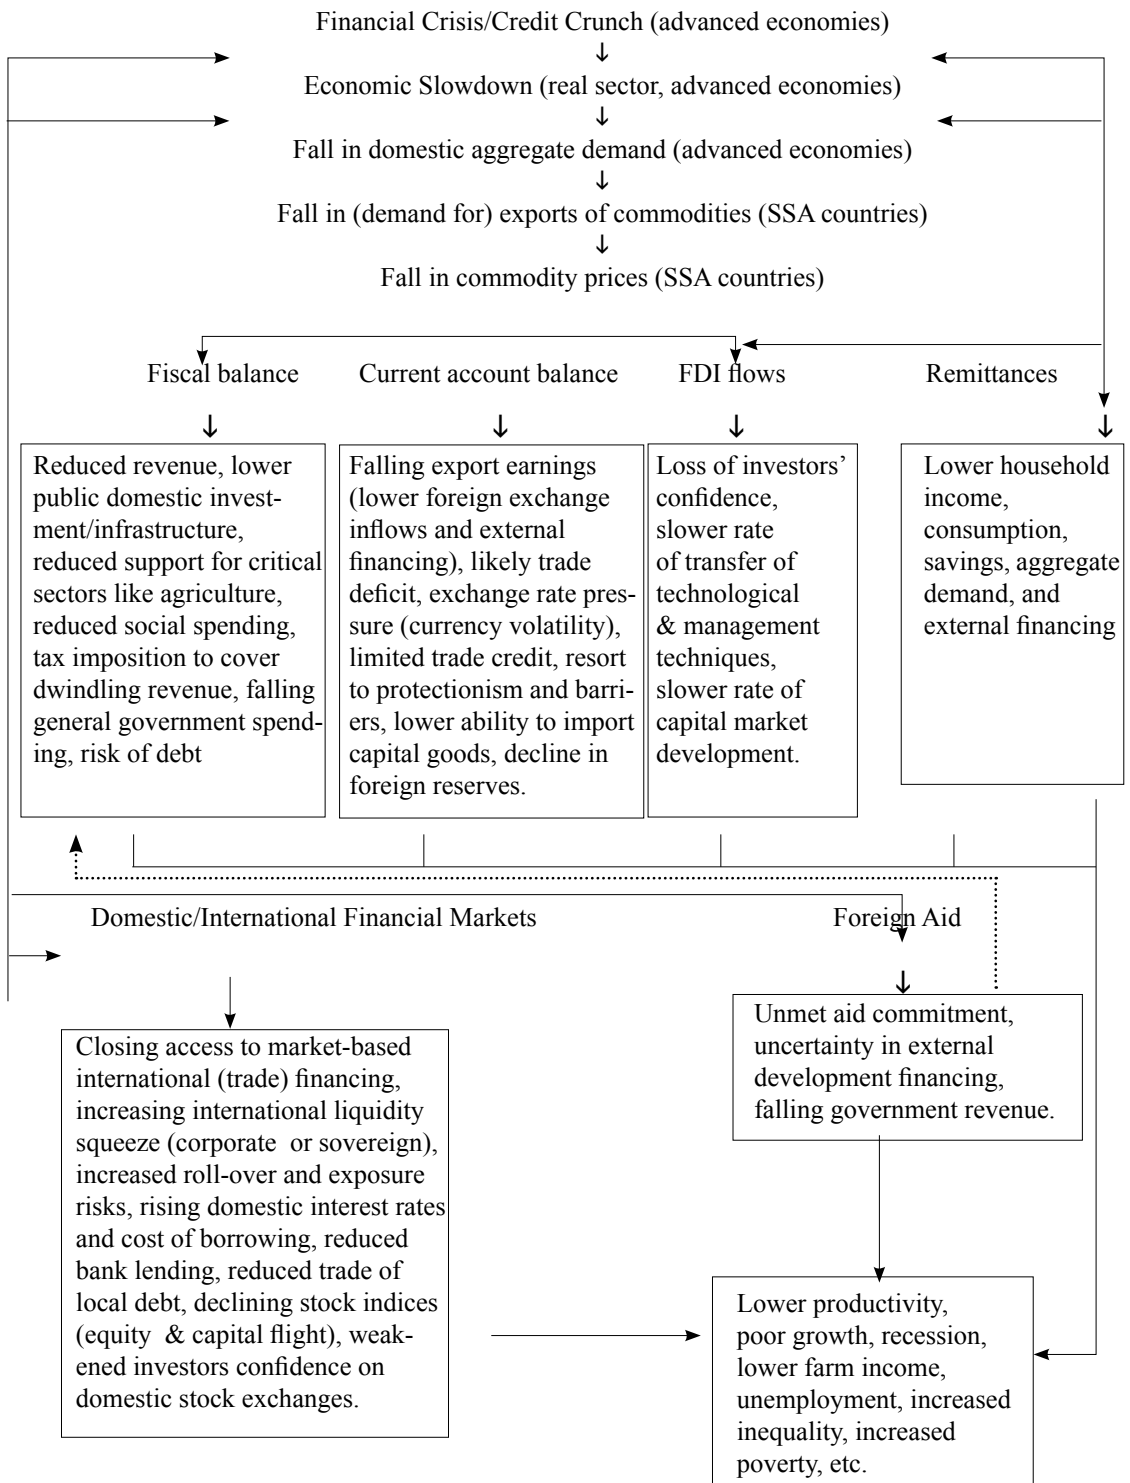 Financial Crisis/Credit Crunch (advanced economies)
Economic Slowdown (real sector, advanced economies)
Fall in domestic aggregate demand (advanced economies)
Fall in (demand for) exports of commodities (SSA countries)
Fall in commodity prices (SSA countries)
Fiscal balance
Current account balance
FDI flows
Remittances
Reduced revenue, lower
public domestic invest-
ment/infrastructure,
reduced support for critical
sectors like agriculture,
reduced social spending,
tax imposition to cover
dwindling revenue, falling
general government spend-
ing, risk of debt
Falling export earnings
(lower foreign exchange
inflows and external
financing), likely trade
deficit, exchange rate pres-
sure (currency volatility),
limited trade credit, resort
to protectionism and barri-
ers, lower ability to import
capital goods, decline in
foreign reserves.
Loss of investors’
confidence,
slower rate
of transfer of
technological
& management
techniques,
slower rate of
capital market
development.
Lower household
income,
consumption,
savings, aggregate
demand, and
external financing
Domestic/International Financial Markets
Foreign Aid
Closing access to market-based
international (trade) financing,
increasing international liquidity
squeeze (corporate or sovereign),
increased roll-over and exposure
risks, rising domestic interest rates
and cost of borrowing, reduced
bank lending, reduced trade of
local debt, declining stock indices
(equity & capital flight), weak-
ened investors confidence on
domestic stock exchanges.
Unmet aid commitment,
uncertainty in external
development financing,
falling government revenue.
Lower productivity,
poor growth, recession,
lower farm income,
unemployment, increased
inequality, increased
poverty, etc.